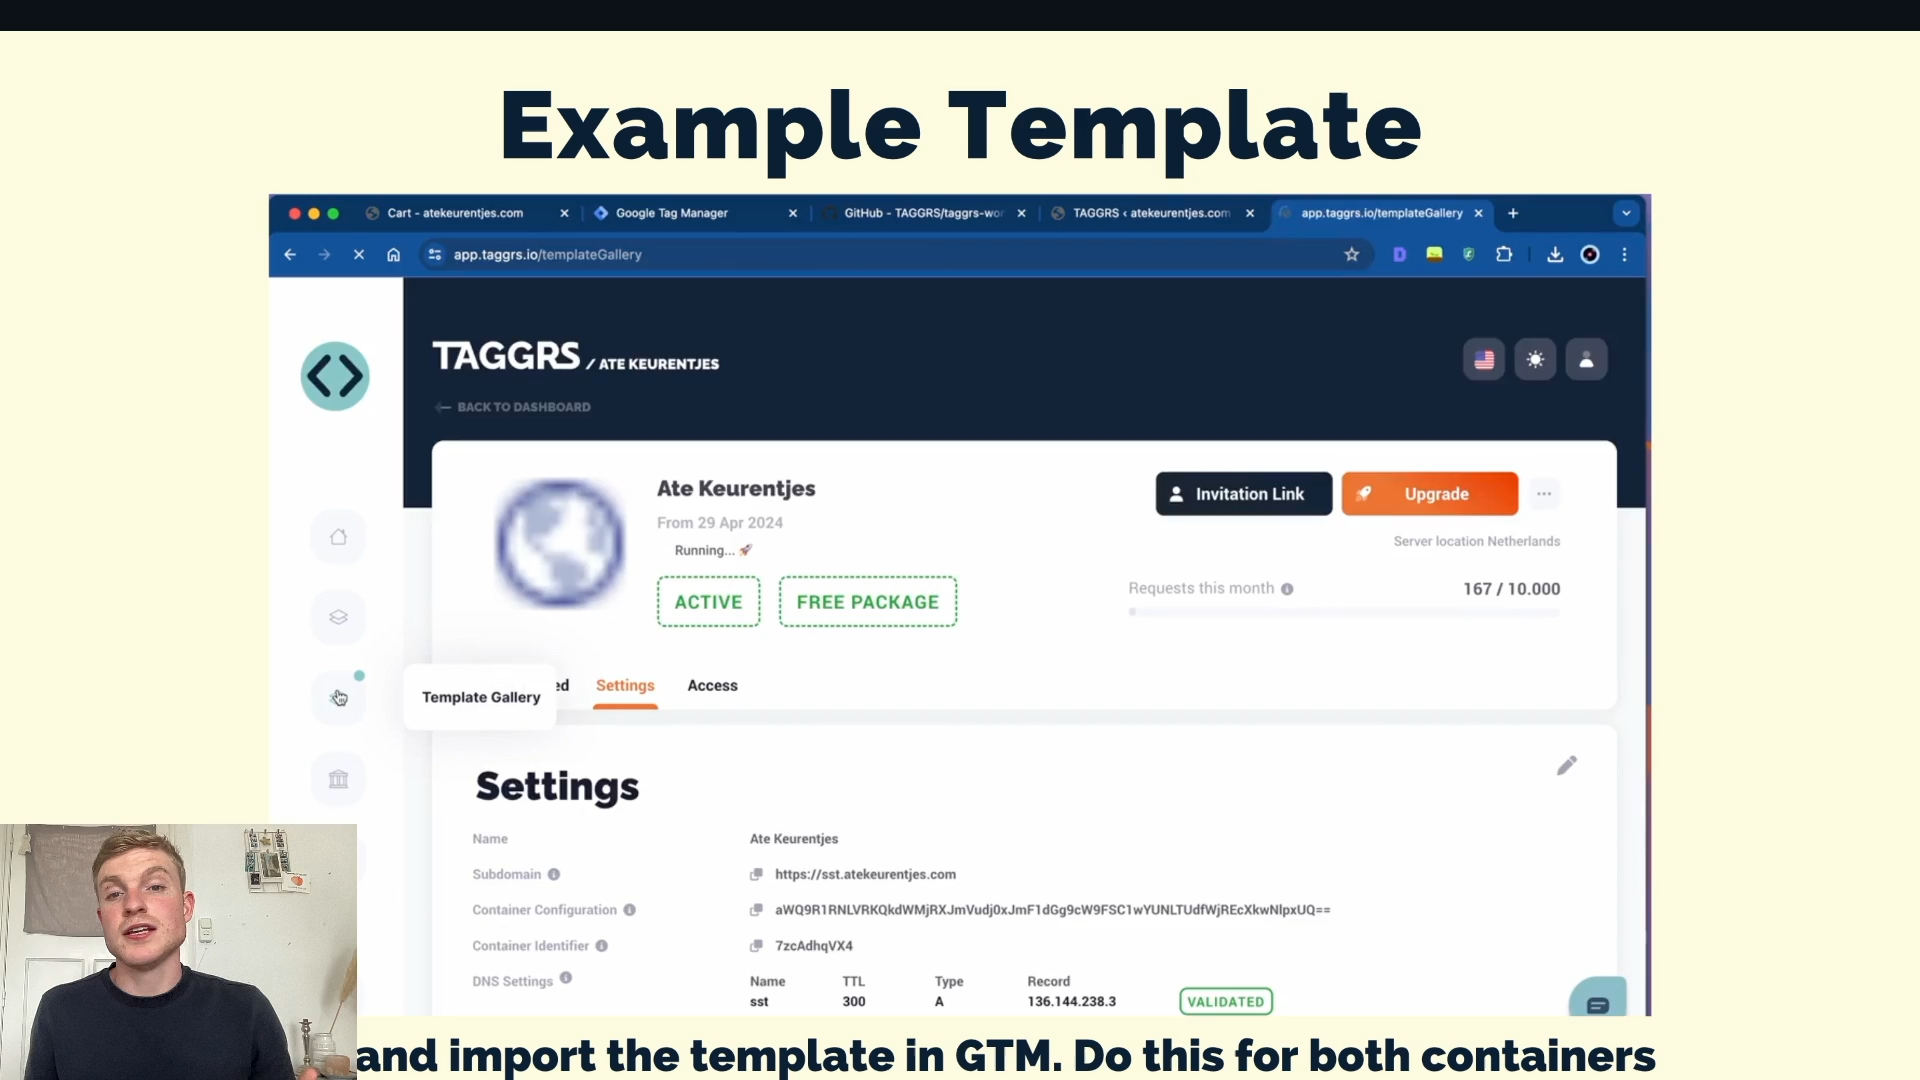 Example Template
Cart - atekeurentjes.com
Google Tag Manager
GitHub - TAGGRS/taggrs-wor
TAGGRS < atekeurentjes.com
app.taggrs.io/templateGallery
app.taggrs.io/templateGallery
TAGGRS / ATE KEURENTJES
BACK TO DASHBOARD
Ate Keurentjes
Invitation Link
Upgrade
From 29 Apr 2024
Running...
Server location Netherlands
ACTIVE
FREE PACKAGE
Requests this month
167 / 10.000
Template Gallery
ed
Settings
Access
Settings
Name
Ate Keurentjes
Subdomain
https://sst.atekeurentjes.com
Container Configuration
aWQ9R1RNLVRKQkdWMjRXJmVudj0xJmF1dGg9cW9FSC1wYUNLTUdfWjREcXkwNlpxUQ==
Container Identifier
7zcAdhqVX4
DNS Settings
Name TTL Type Record
sst 300 A 136.144.238.3 VALIDATED
and import the template in GTM. Do this for both containers